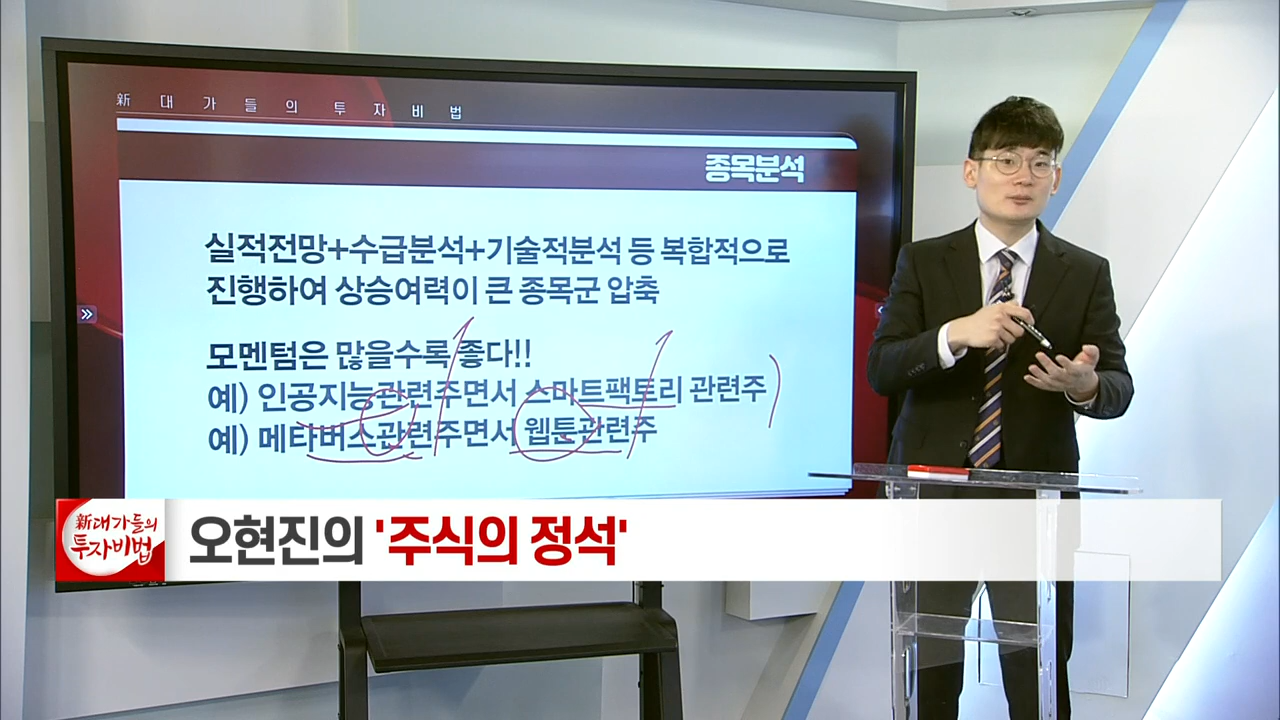 新대가들의투자비법
종목분석
실적전망+수급분석+기술적분석 등 복합적으로
진행하여 상승여력이 큰 종목군 압축
모멘텀은 많을수록 좋다!!
예) 인공지능관련주면서 스마트팩토리 관련주
예) 메타버스관련주면서 웹툰관련주
新대가들의
투자비법
오현진의 '주식의 정석'